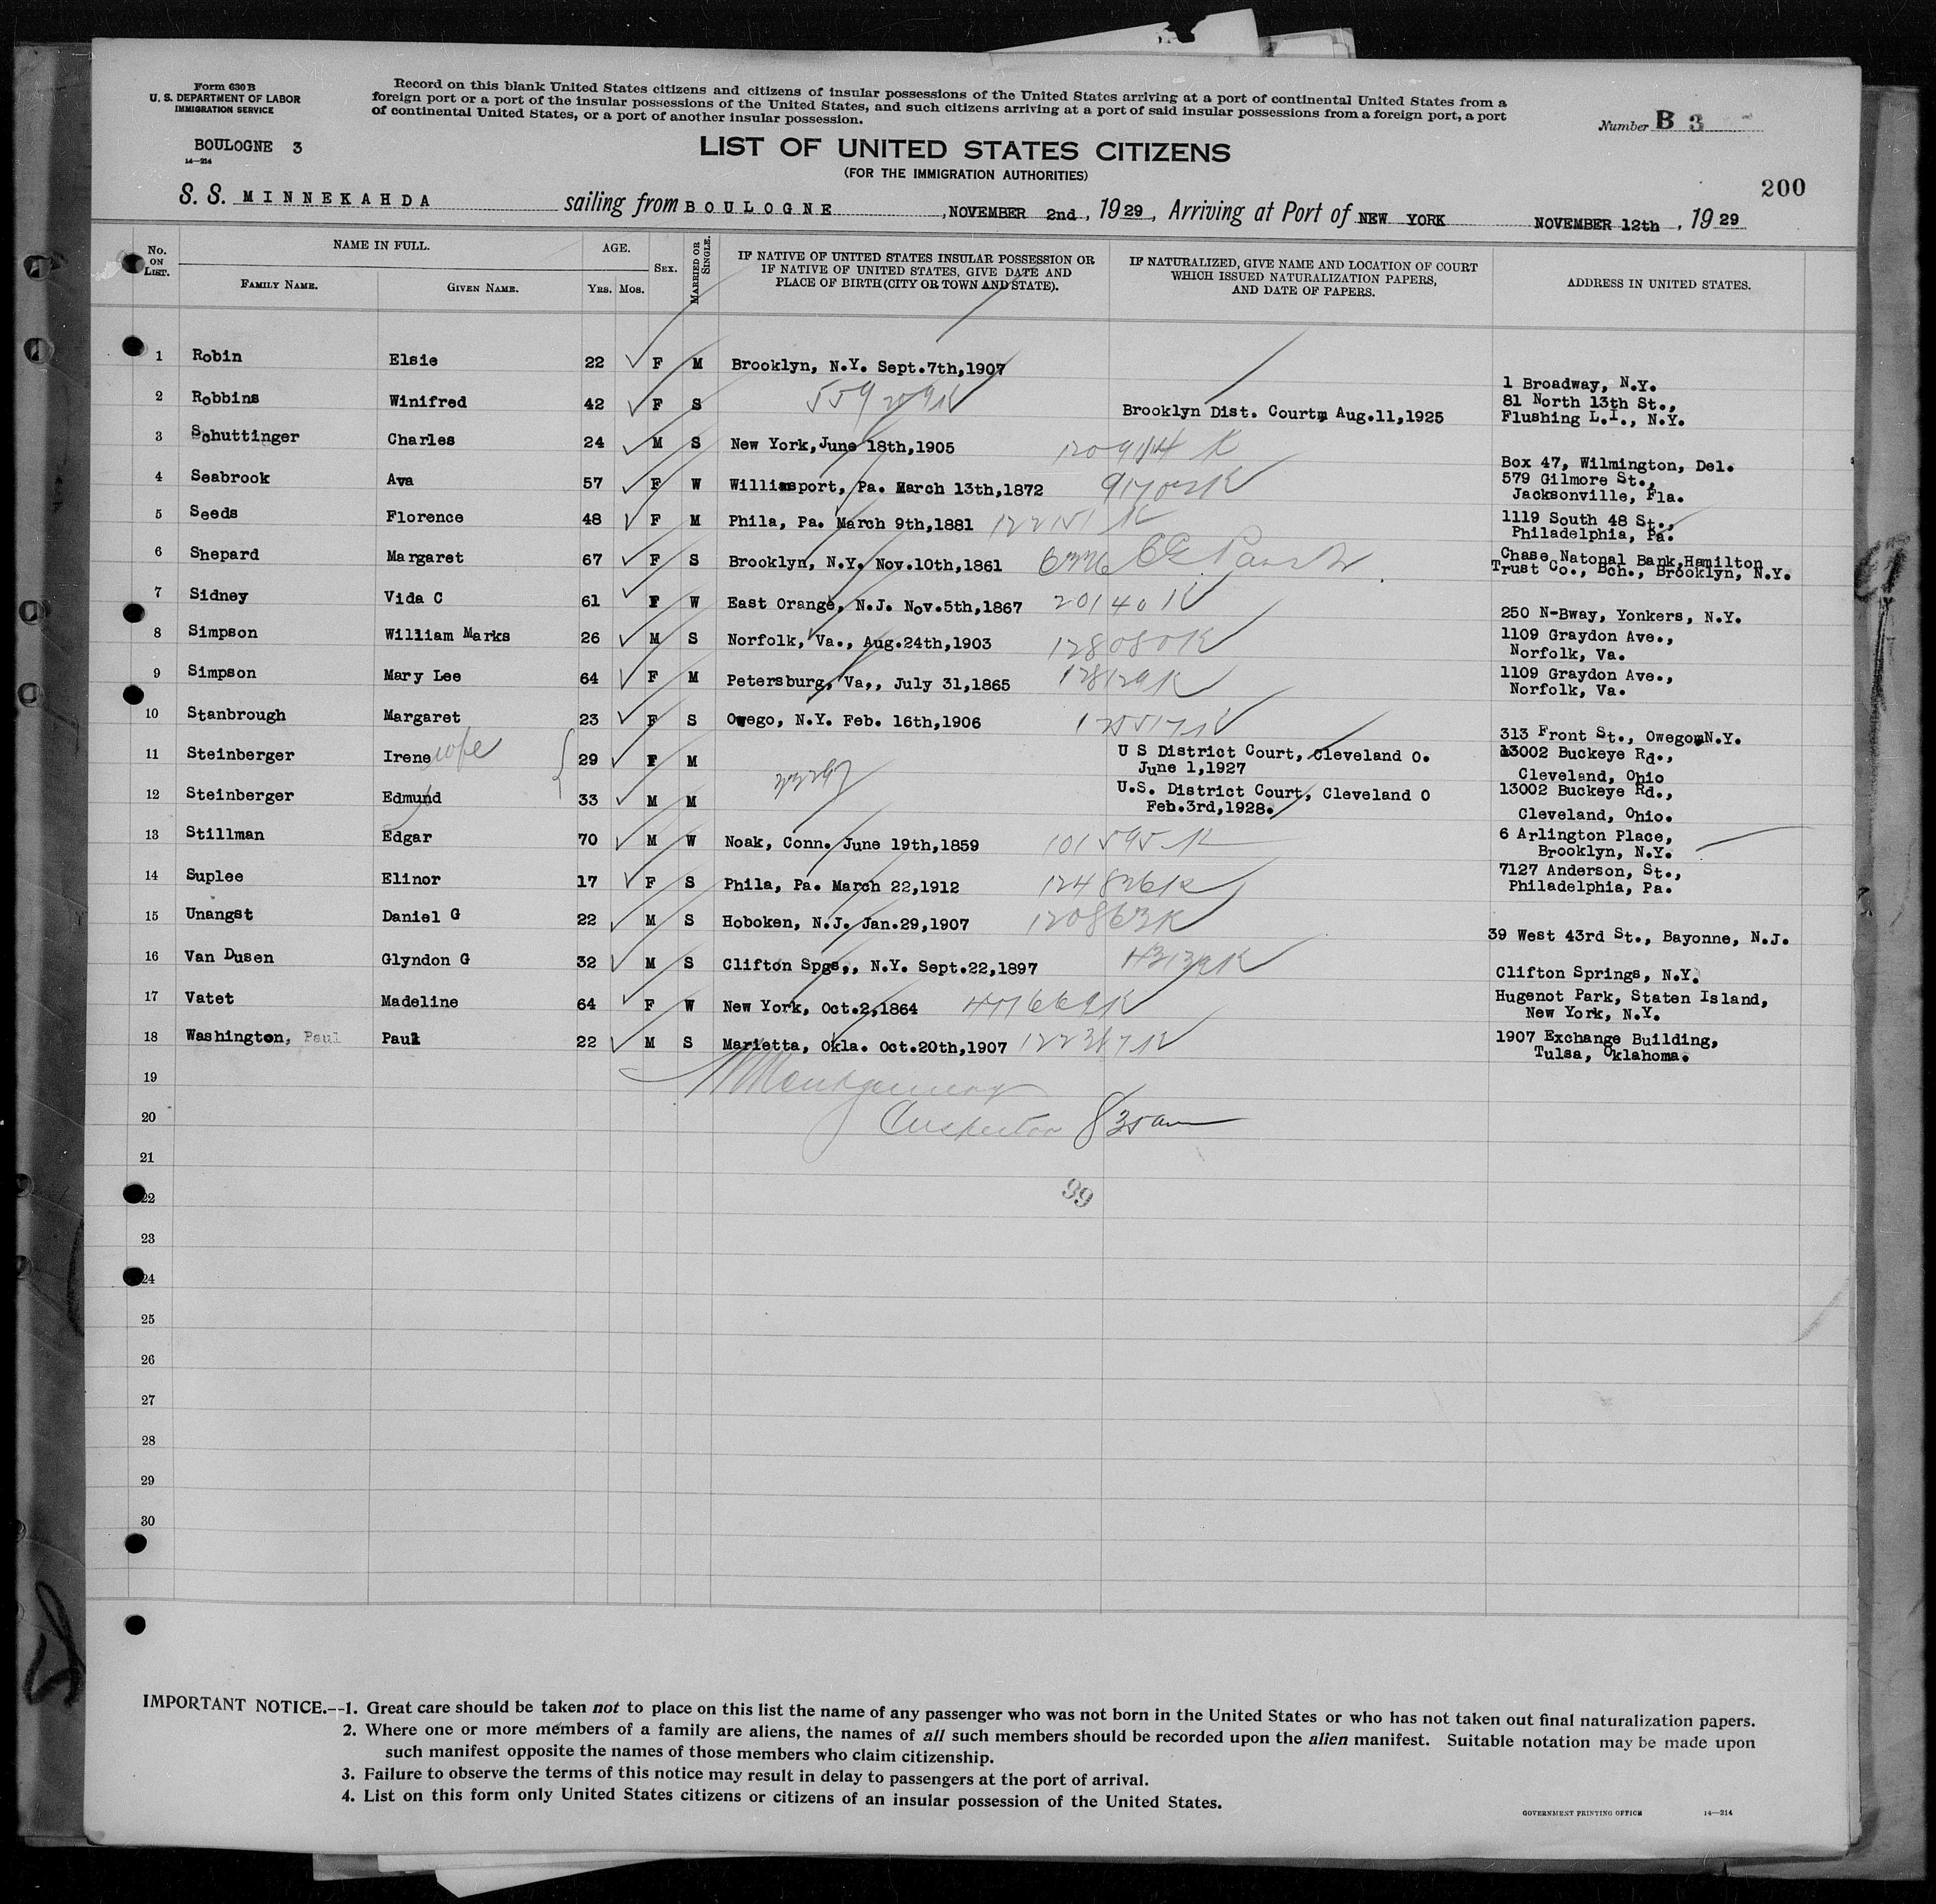 Form 630 B
U. S. DEPARTMENT OF LABOR
IMMIGRATION SERVICE
BOULOGNE 3
14—214
Record on this blank United States citizens and citizens of insular possessions of the United States arriving at a port of continental United States from a
foreign port or a port of the insular possessions of the United States, and such citizens arriving at a port of said insular possessions from a foreign port, a port
of continental United States, or a port of another insular possession.
Number B 3
LIST OF UNITED STATES CITIZENS
(FOR THE IMMIGRATION AUTHORITIES)
200
S. S. MINNEKAHDA sailing from BOULOGNE, NOVEMBER 2nd, 1929, Arriving at Port of NEW YORK NOVEMBER 12th, 1929
No. ON LIST. NAME IN FULL. FAMILY NAME. GIVEN NAME. AGE. YRS. MOS. SEX. MARRIED OR SINGLE. IF NATIVE OF UNITED STATES INSULAR POSSESSION OR IF NATIVE OF UNITED STATES, GIVE DATE AND PLACE OF BIRTH (CITY OR TOWN AND STATE). IF NATURALIZED, GIVE NAME AND LOCATION OF COURT WHICH ISSUED NATURALIZATION PAPERS, AND DATE OF PAPERS. ADDRESS IN UNITED STATES.
1 Robin Elsie 22 F M Brooklyn, N.Y. Sept.7th,1907 1 Broadway, N.Y.
2 Robbins Winifred 42 F S Brooklyn Dist. Court, Aug.11,1925 81 North 13th St.,
Flushing L.I., N.Y.
3 Schuttinger Charles 24 M S New York,June 18th,1905 Box 47, Wilmington, Del.
4 Seabrook Ava 57 F W Williamsport, Pa. March 13th,1872 579 Gilmore St.,
Jacksonville, Fla.
5 Seeds Florence 48 F M Phila, Pa. March 9th,1881 1119 South 48 St.,
Philadelphia, Pa.
6 Shepard Margaret 67 F S Brooklyn, N.Y. Nov.10th,1861 Chase Natonal Bank,Hamilton
Trust Co., Bch., Brooklyn, N.Y.
7 Sidney Vida C 61 F W East Orange, N.J. Nov.5th,1867 20140 K 250 N-Bway, Yonkers, N.Y.
8 Simpson William Marks 26 M S Norfolk, Va., Aug.24th,1903 128080 K 1109 Graydon Ave.,
Norfolk, Va.
9 Simpson Mary Lee 64 F M Petersburg, Va,, July 31,1865 128129 K 1109 Graydon Ave.,
Norfolk, Va.
10 Stanbrough Margaret 23 F S Owego, N.Y. Feb. 16th,1906 313 Front St., Owego,N.Y.
11 Steinberger Irene wife 29 F M U S District Court, Cleveland O.
June 1,1927 13002 Buckeye Rd.,
Cleveland, Ohio
12 Steinberger Edmund 33 M M U.S. District Court, Cleveland O
Feb.3rd,1928. 13002 Buckeye Rd.,
Cleveland, Ohio.
13 Stillman Edgar 70 M W Noak, Conn. June 19th,1859 101595 K 6 Arlington Place,
Brooklyn, N.Y.
14 Suplee Elinor 17 F S Phila, Pa. March 22,1912 124826 K 7127 Anderson, St.,
Philadelphia, Pa.
15 Unangst Daniel G 22 M S Hoboken, N.J. Jan.29,1907 120863 K 39 West 43rd St., Bayonne, N.J.
16 Van Dusen Glyndon G 32 M S Clifton Spgs,, N.Y. Sept.22,1897 Clifton Springs, N.Y.
17 Vatet Madeline 64 F W New York, Oct.2,1864 Hugenot Park, Staten Island,
New York, N.Y.
18 Washington, Paul Paul 22 M S Marietta, Okla. Oct.20th,1907 1907 Exchange Building,
Tulsa, Oklahoma.
19 Montgomery
20 Inspector 8 35 am
21
22
99
23
24
25
26
27
28
29
30
IMPORTANT NOTICE.--1. Great care should be taken not to place on this list the name of any passenger who was not born in the United States or who has not taken out final naturalization papers.
2. Where one or more members of a family are aliens, the names of all such members should be recorded upon the alien manifest. Suitable notation may be made upon
such manifest opposite the names of those members who claim citizenship.
3. Failure to observe the terms of this notice may result in delay to passengers at the port of arrival.
4. List on this form only United States citizens or citizens of an insular possession of the United States.
GOVERNMENT PRINTING OFFICE 14—214